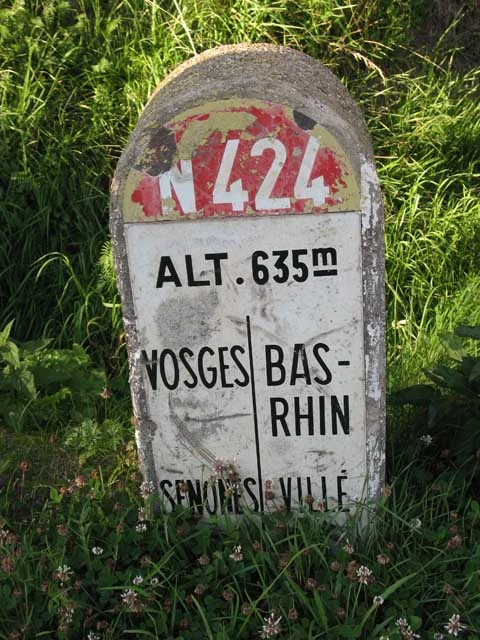 N 424
ALT. 635m
VOSGES BAS-
RHIN
SENONES VILLÉ